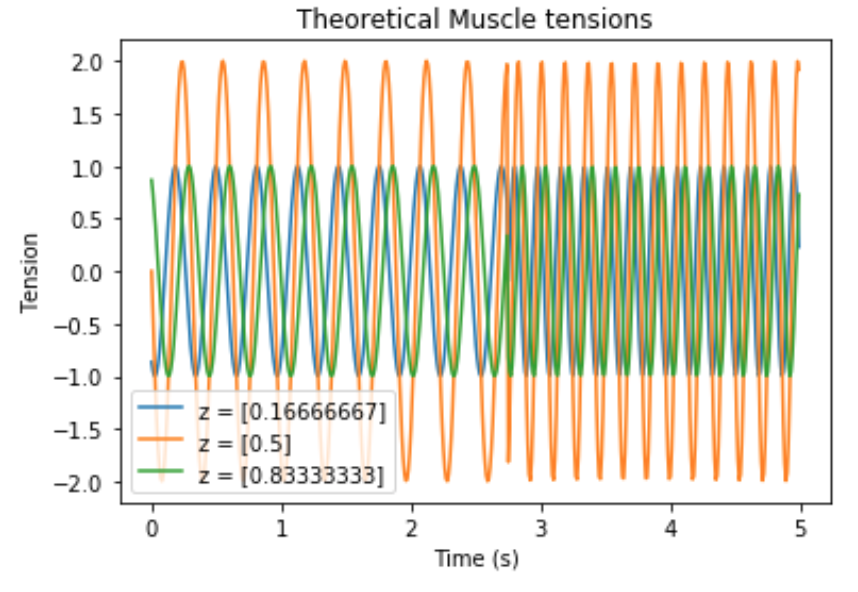 Theoretical Muscle tensions
2.0
1.5
1.0
0.5
0.0
−0.5
−1.0
−1.5
−2.0
Tension
z = [0.16666667]
z = [0.5]
z = [0.83333333]
0 1 2 3 4 5
Time (s)